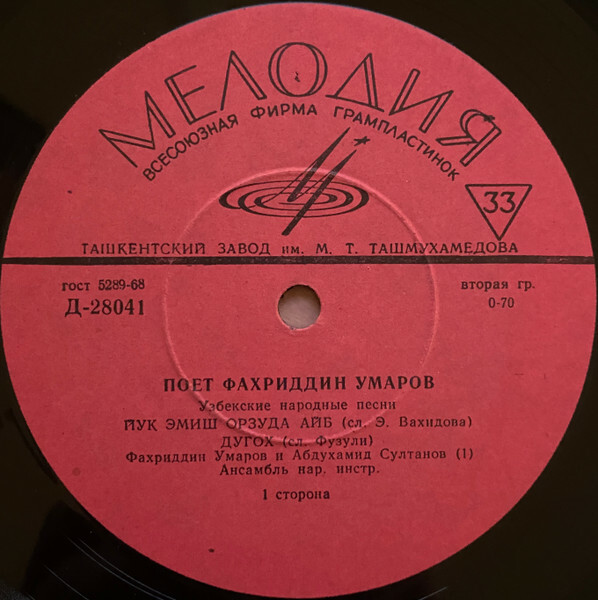 МЕЛОДИЯ
ВСЕСОЮЗНАЯ ФИРМА ГРАМПЛАСТИНОК
33
ТАШКЕНТСКИЙ ЗАВОД им. М. Т. ТАШМУХАМЕДОВА
гост 5289-68
Д-28041
вторая гр.
0-70
ПОЕТ ФАХРИДДИН УМАРОВ
Узбекские народные песни
ЙУК ЭМИШ ОРЗУДА АЙБ (сл. Э. Вахидова)
ДУГОХ (сл. Фузули)
Фахриддин Умаров и Абдухамид Султанов (1)
Ансамбль нар. инстр.
1 сторона